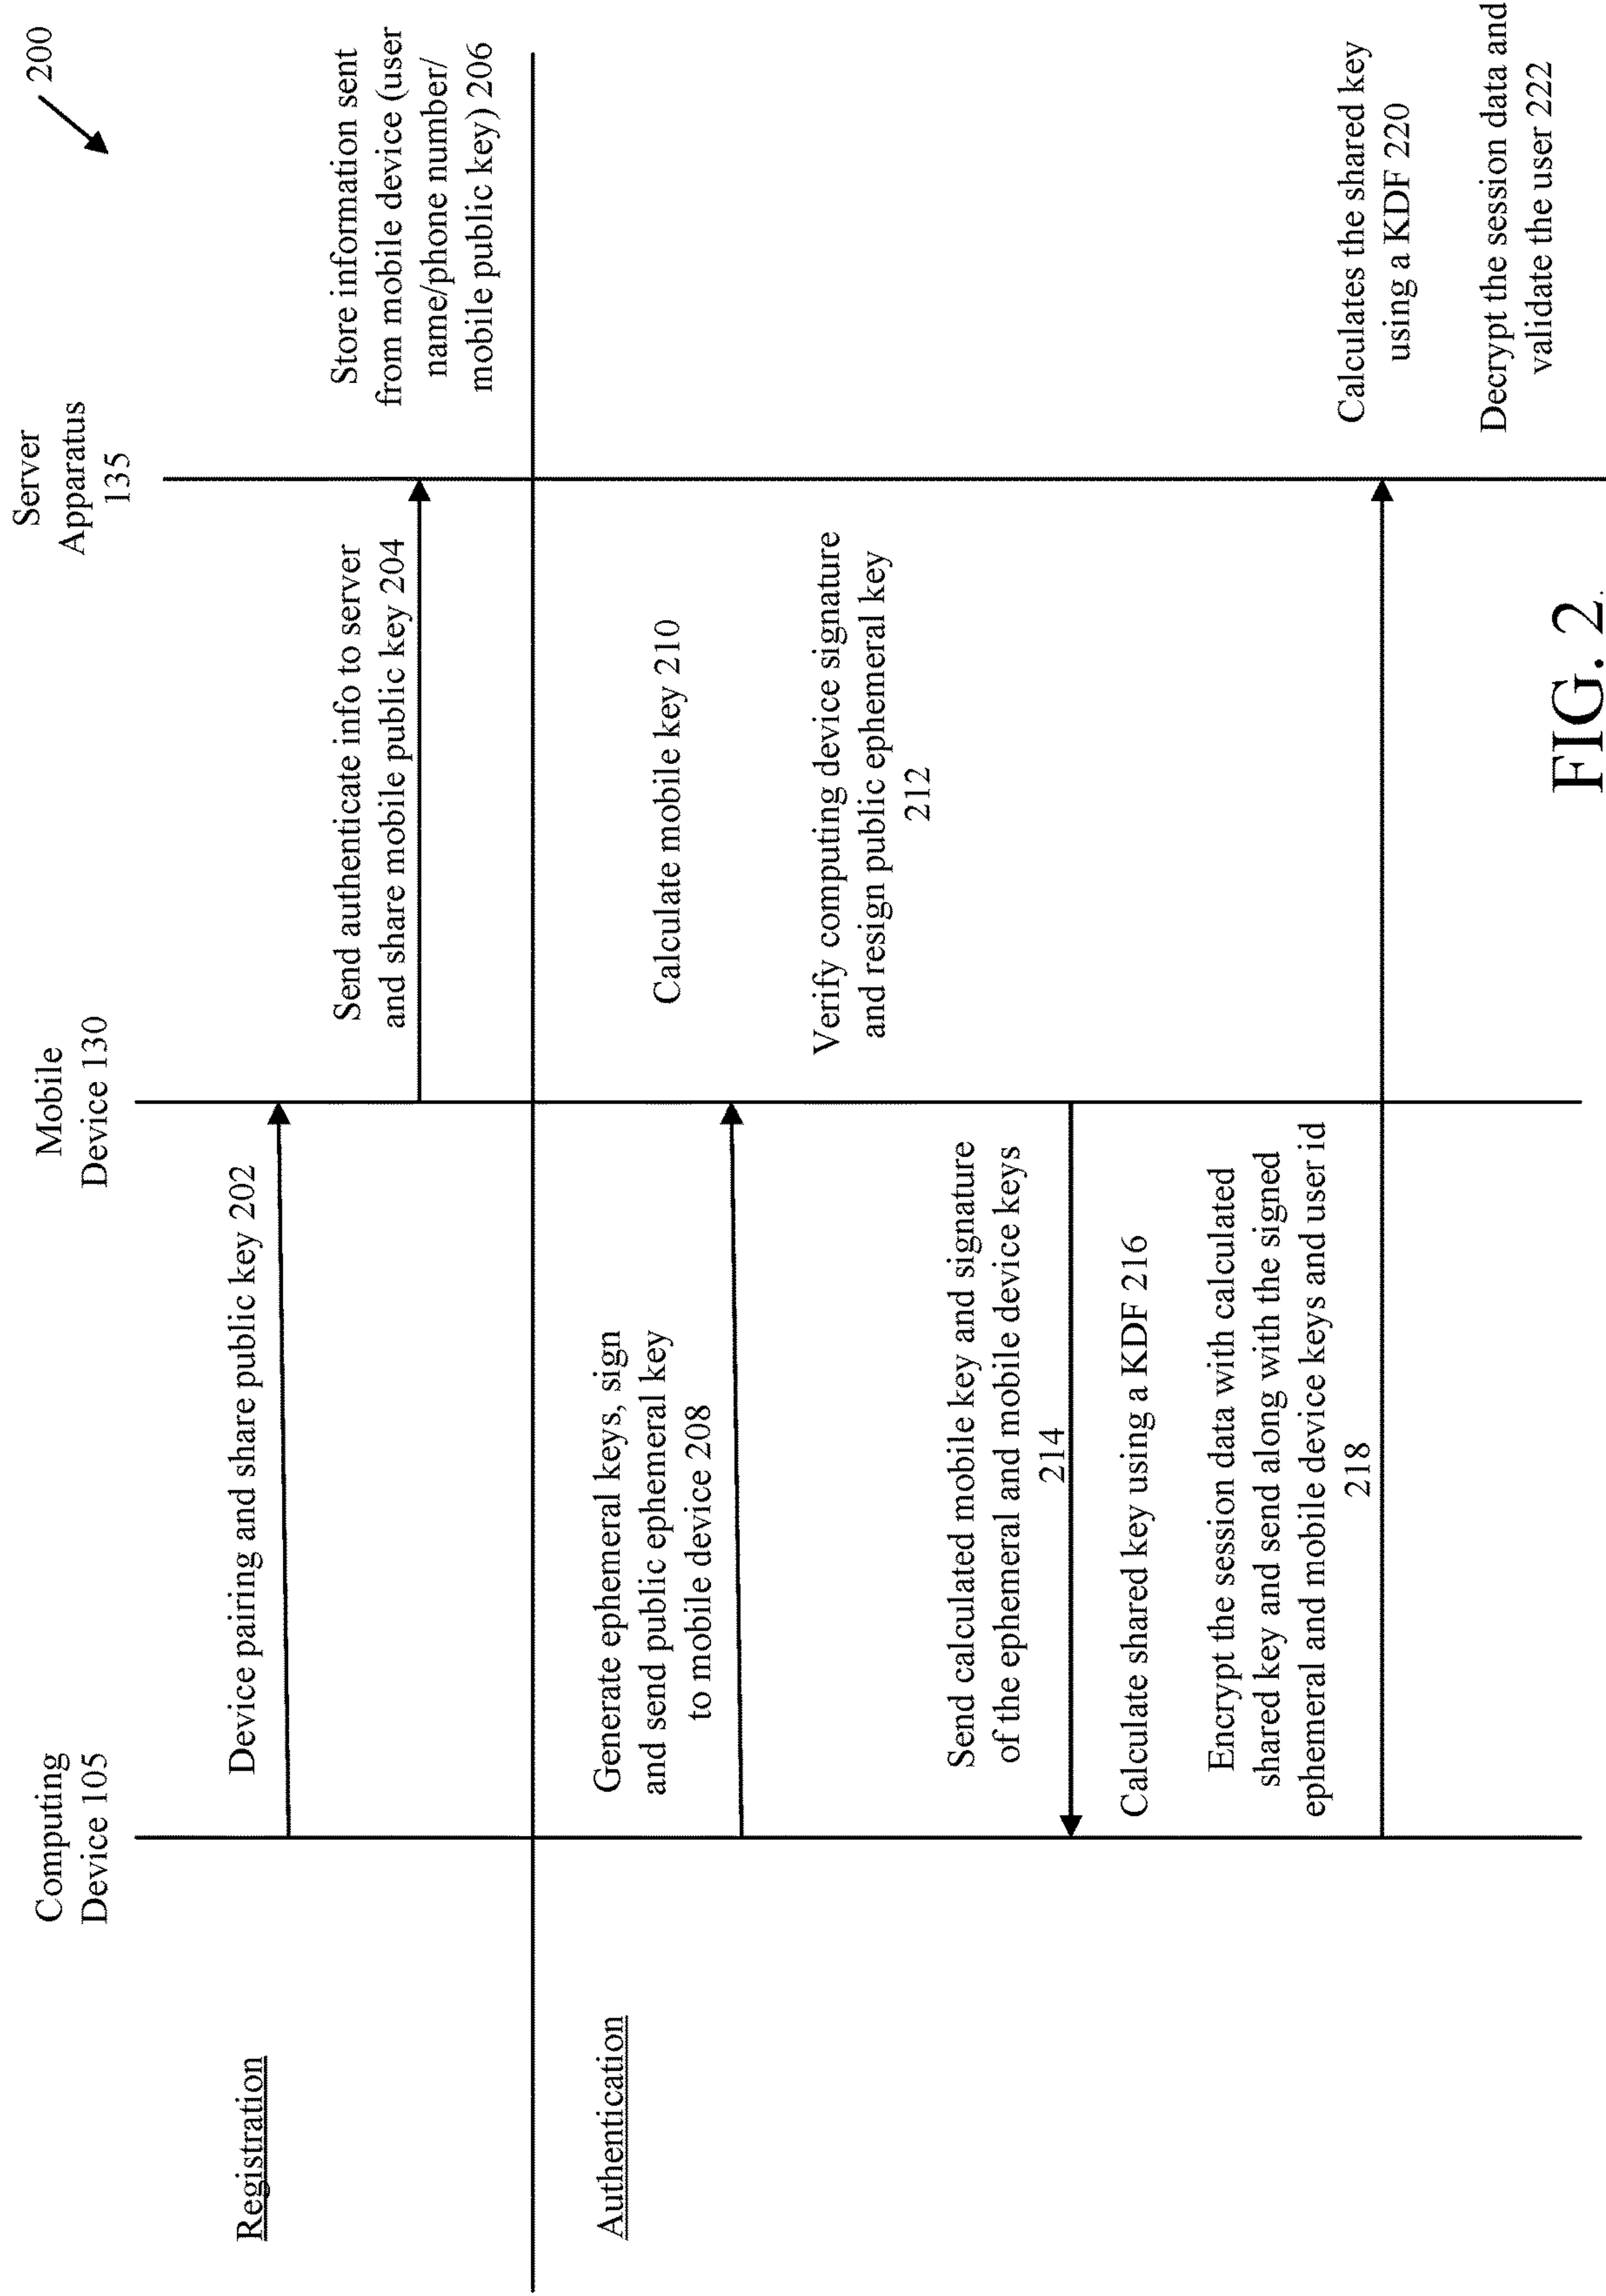 200
Computing
Device 105
Mobile
Device 130
Server
Apparatus
135
Registration
Device pairing and share public key 202
Send authenticate info to server
and share mobile public key 204
Store information sent
from mobile device (user
name/phone number/
mobile public key) 206
Authentication
Generate ephemeral keys, sign
and send public ephemeral key
to mobile device 208
Calculate mobile key 210
Verify computing device signature
and resign public ephemeral key
212
Send calculated mobile key and signature
of the ephemeral and mobile device keys
214
Calculate shared key using a KDF 216
Encrypt the session data with calculated
shared key and send along with the signed
ephemeral and mobile device keys and user id
218
Calculates the shared key
using a KDF 220
Decrypt the session data and
validate the user 222
FIG. 2.